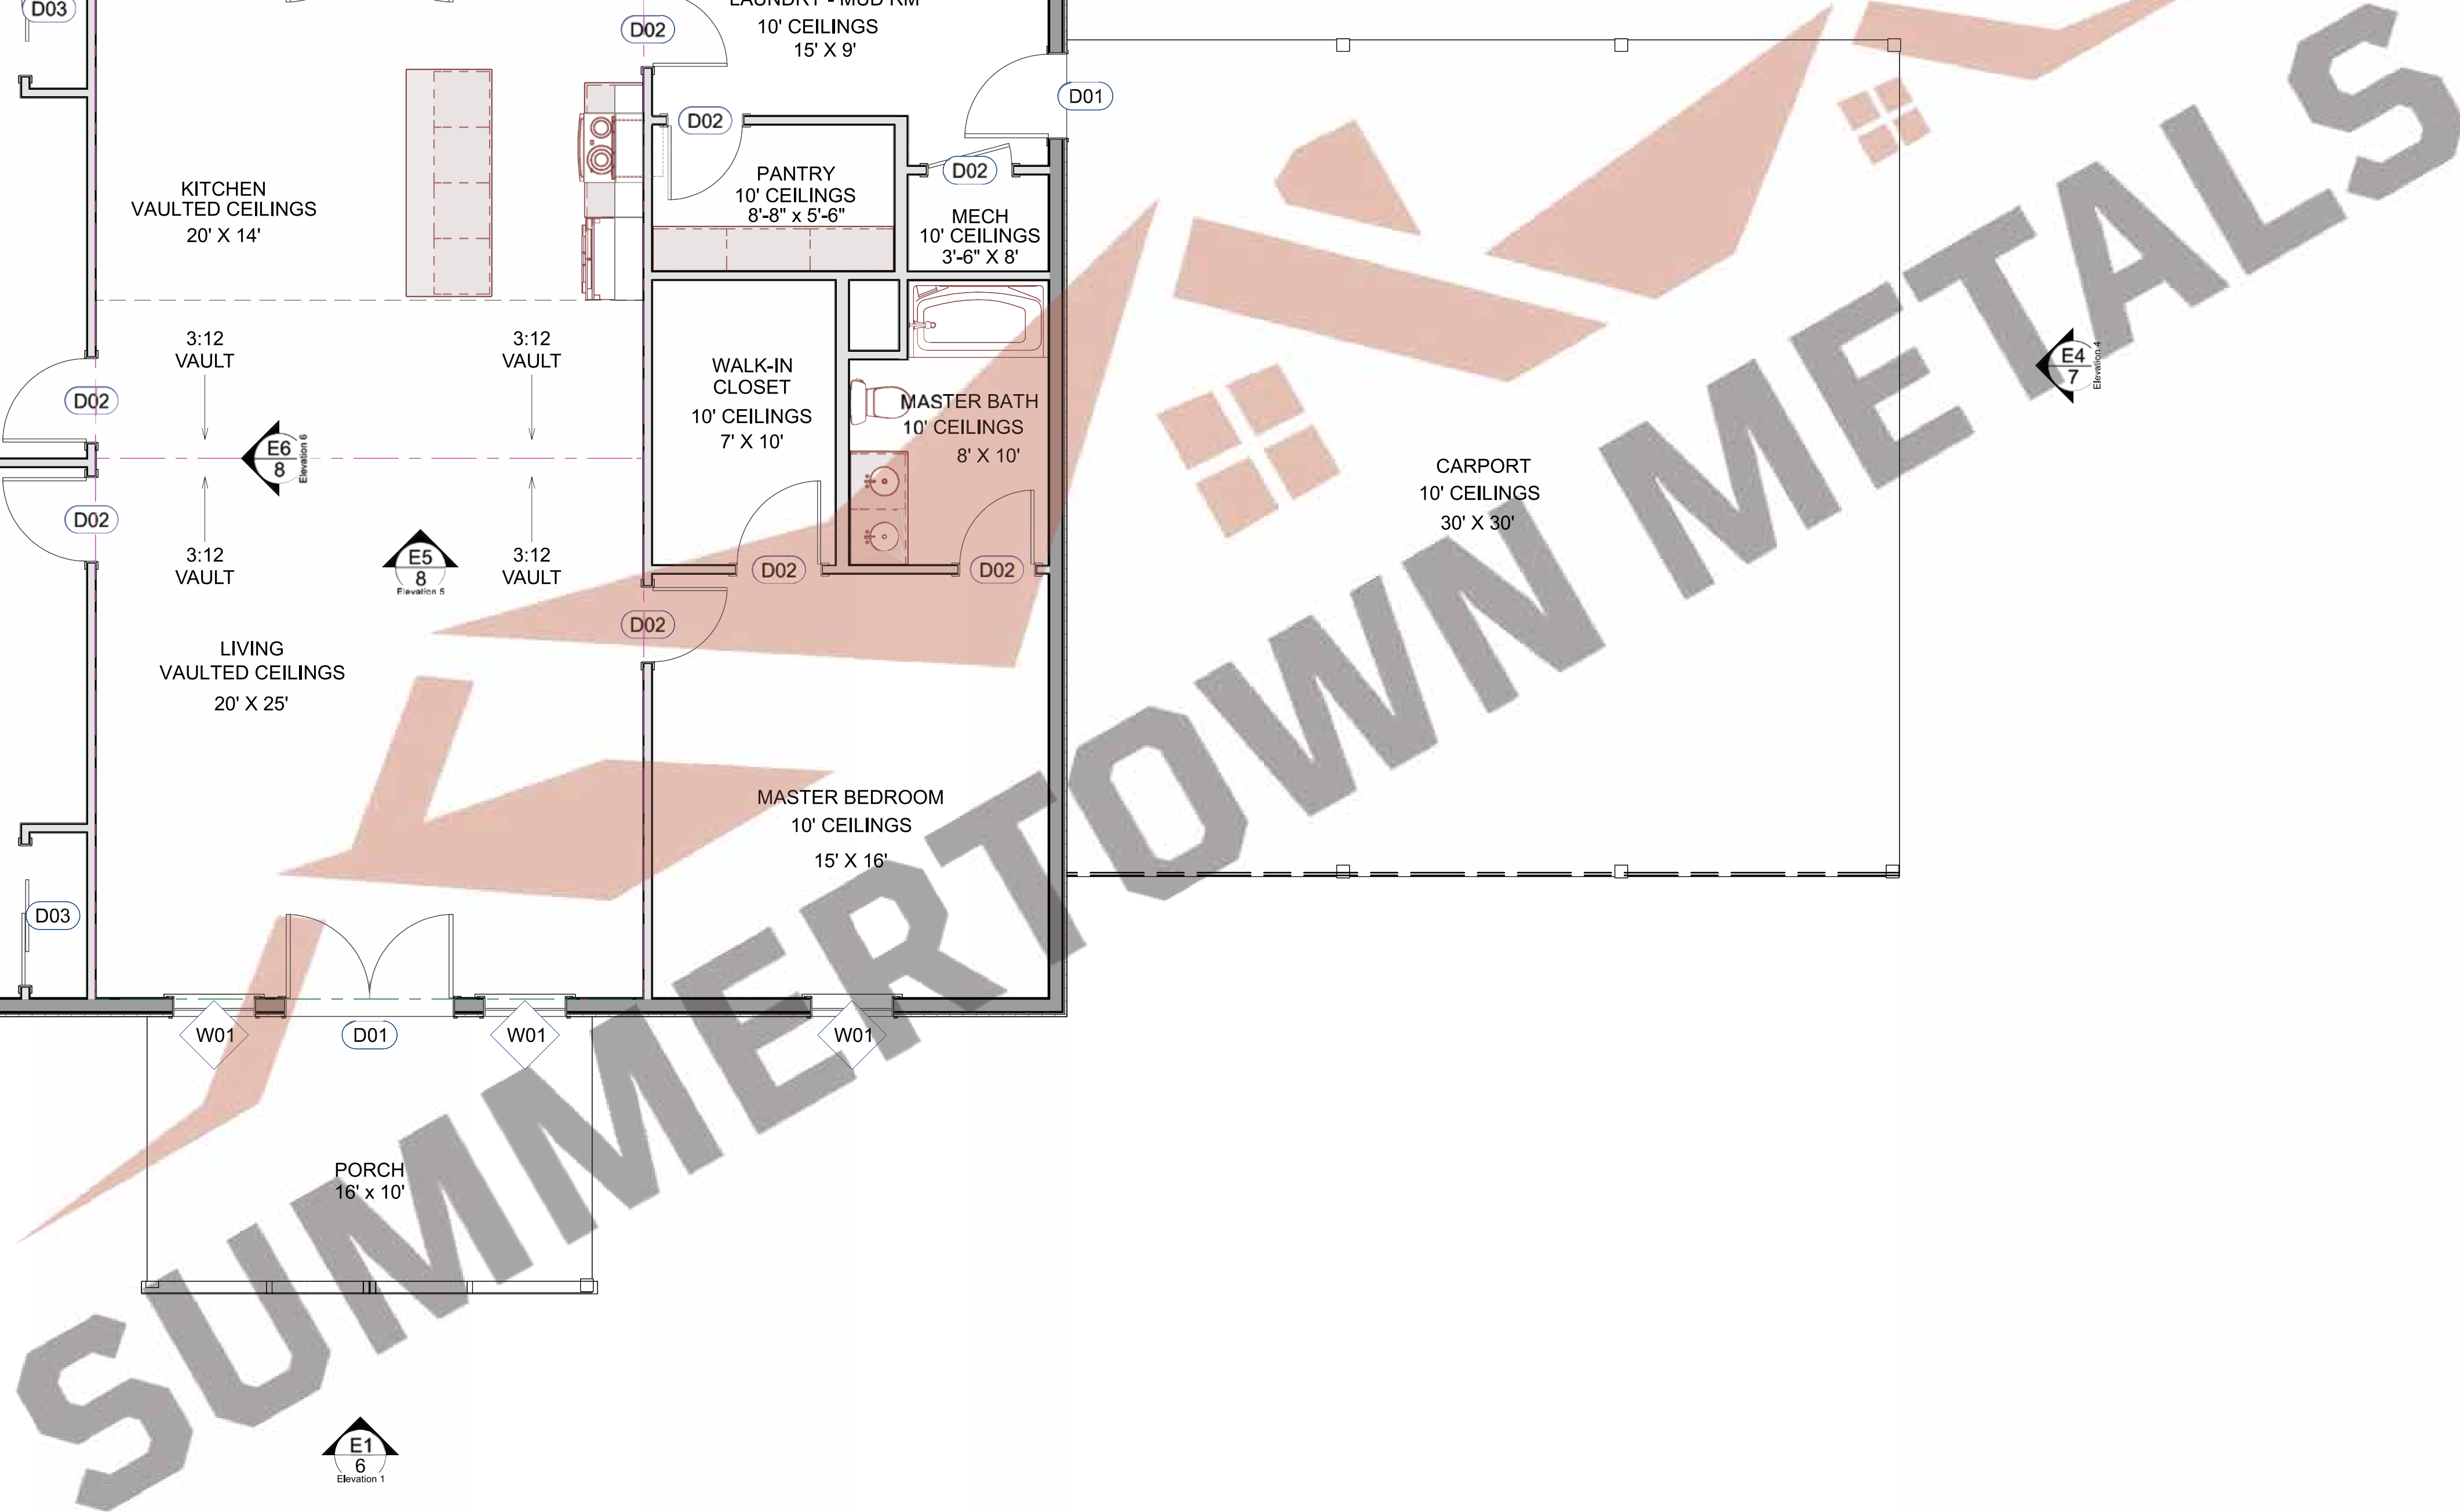 D03
LAUNDRY - MUD RM
10' CEILINGS
15' X 9'
D02
D01
D02
D02
PANTRY
10' CEILINGS
8'-8" x 5'-6"
MECH
10' CEILINGS
3'-6" X 8'
KITCHEN
VAULTED CEILINGS
20' X 14'
3:12
VAULT
3:12
VAULT
D02
E6
8
Elevation 6
WALK-IN
CLOSET
10' CEILINGS
7' X 10'
MASTER BATH
10' CEILINGS
8' X 10'
E4
7
Elevation 4
CARPORT
10' CEILINGS
30' X 30'
D02
3:12
VAULT
E5
8
Elevation 5
3:12
VAULT
D02
D02
D02
LIVING
VAULTED CEILINGS
20' X 25'
MASTER BEDROOM
10' CEILINGS
15' X 16'
D03
W01
D01
W01
W01
PORCH
16' x 10'
E1
6
Elevation 1
SUMMERTOWN METALS